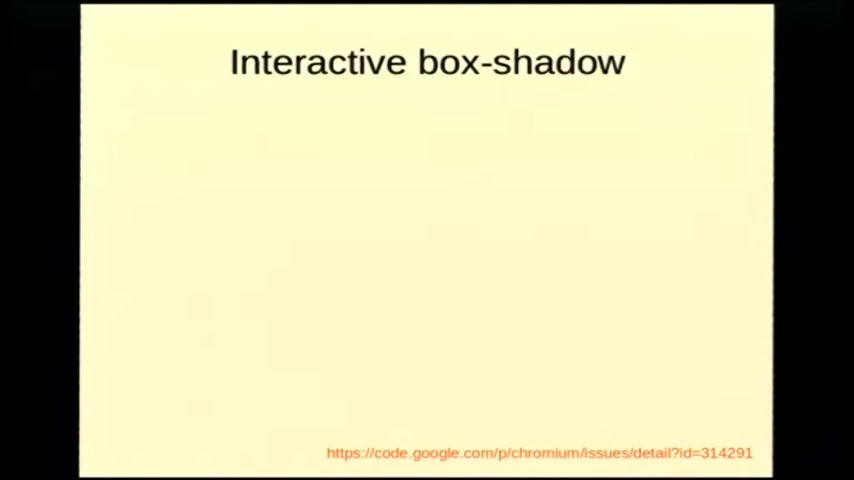 Interactive box-shadow
https://code.google.com/p/chromium/issues/detail?id=314291